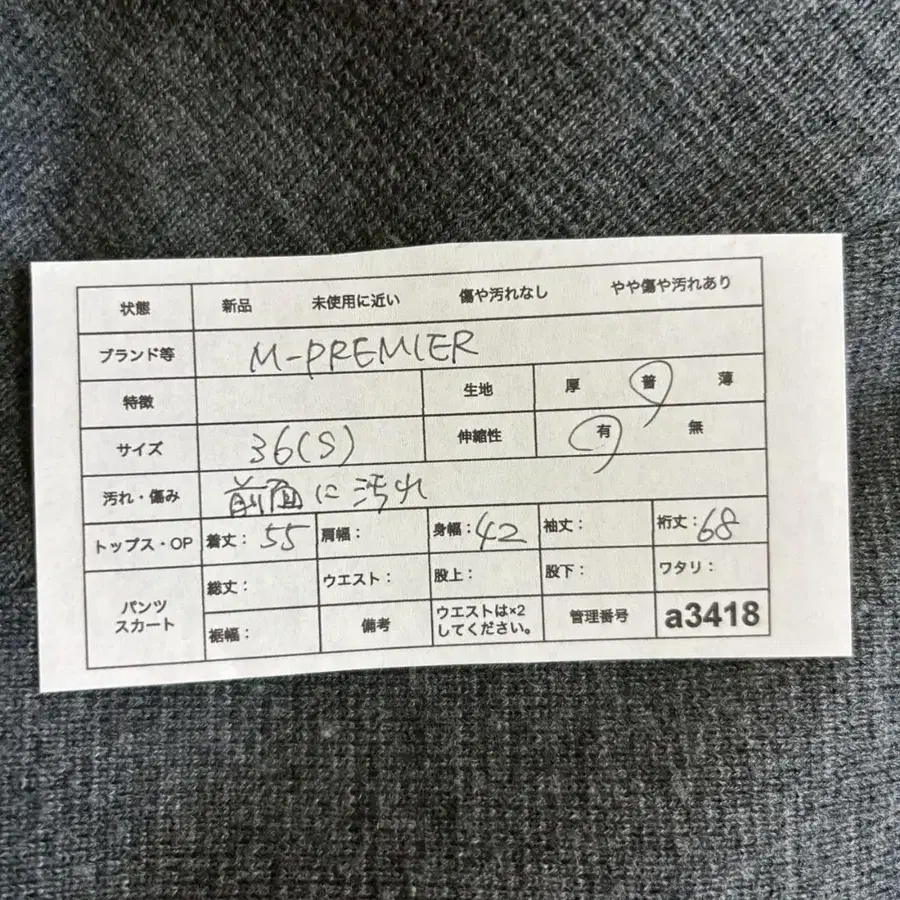 状態 新品 未使用に近い 傷や汚れなし やや傷や汚れあり
ブランド等 M-PREMIER
特徴 生地 厚 普 薄
サイズ 36(S) 伸縮性 有 無
汚れ・傷み 前面に汚れ
トップス・OP 着丈: 55 肩幅: 身幅: 42 袖丈: 裄丈: 68
パンツ スカート 総丈: ウエスト: 股上: 股下: ワタリ:
裾幅: 備考 ウエストは×2してください。 管理番号 a3418